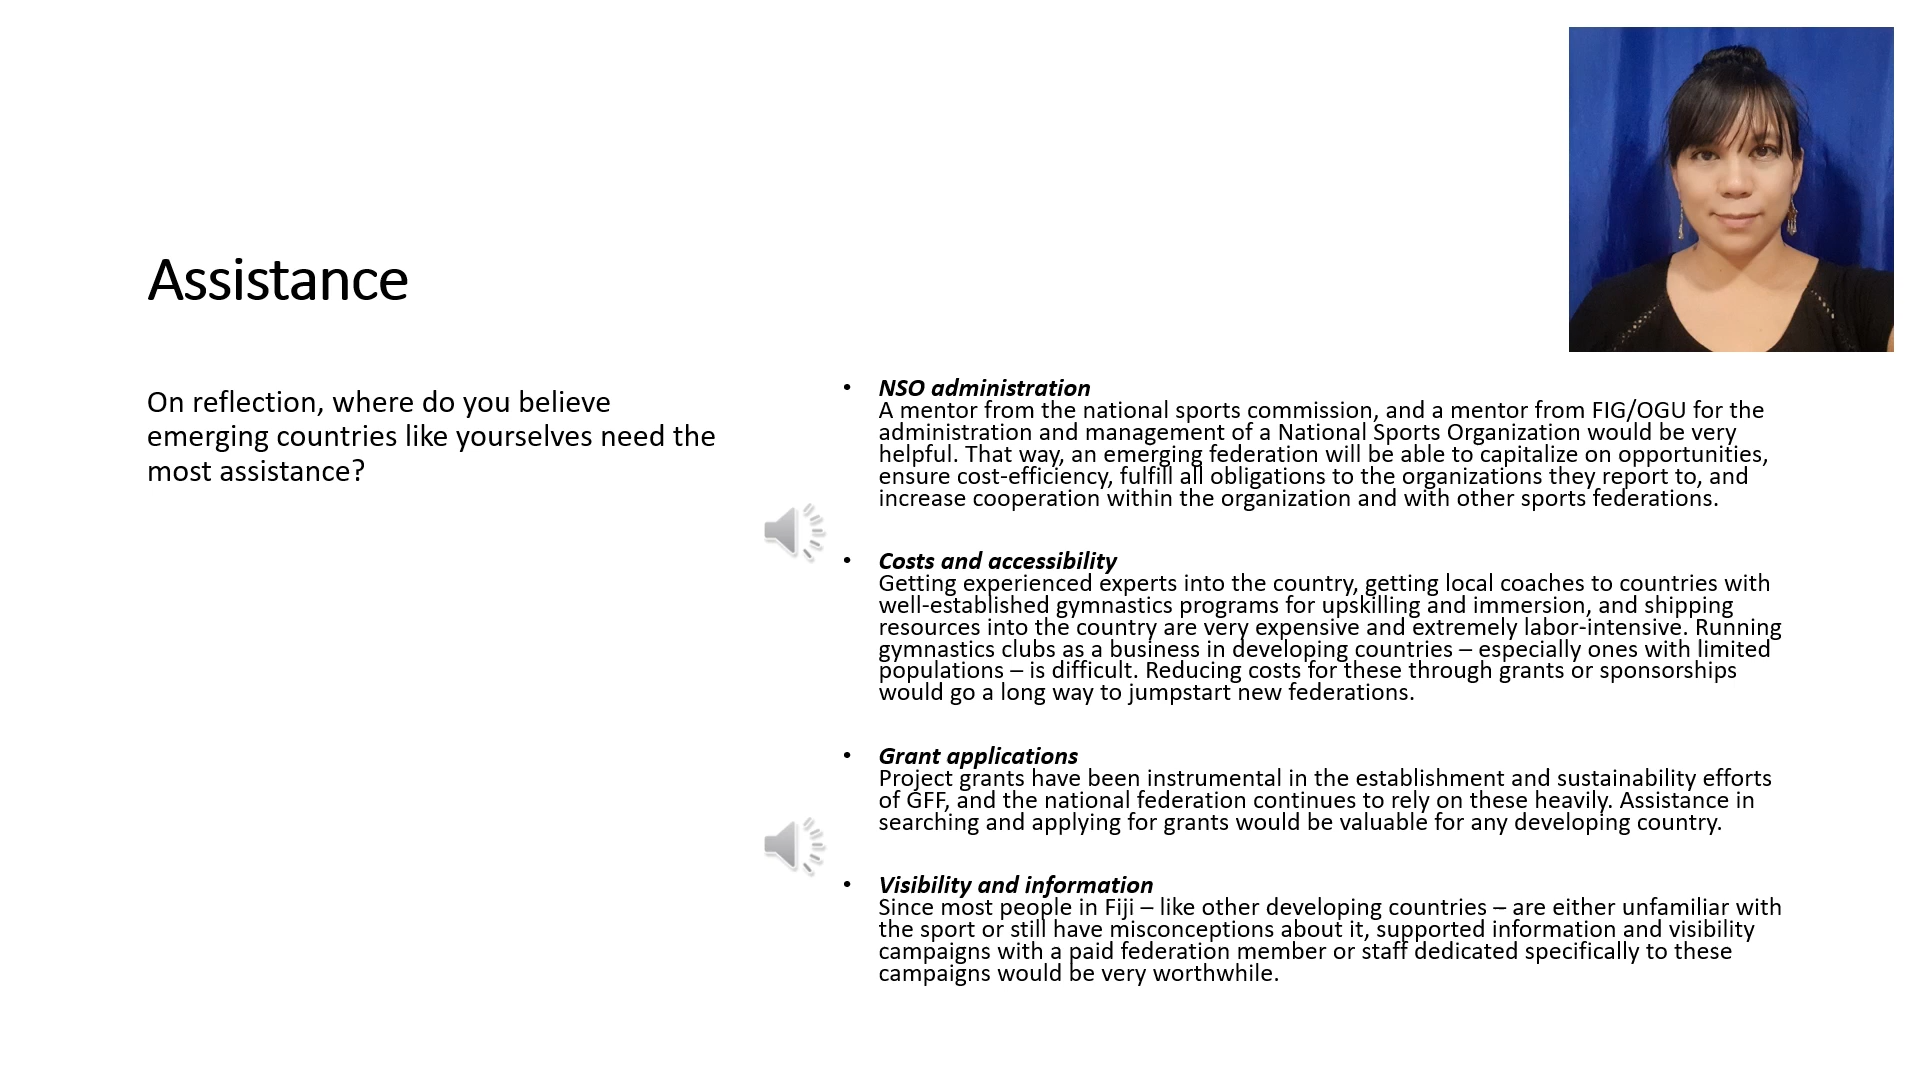 Assistance
On reflection, where do you believe
emerging countries like yourselves need the
most assistance?
• NSO administration
A mentor from the national sports commission, and a mentor from FIG/OGU for the
administration and management of a National Sports Organization would be very
helpful. That way, an emerging federation will be able to capitalize on opportunities,
ensure cost-efficiency, fulfill all obligations to the organizations they report to, and
increase cooperation within the organization and with other sports federations.
• Costs and accessibility
Getting experienced experts into the country, getting local coaches to countries with
well-established gymnastics programs for upskilling and immersion, and shipping
resources into the country are very expensive and extremely labor-intensive. Running
gymnastics clubs as a business in developing countries – especially ones with limited
populations – is difficult. Reducing costs for these through grants or sponsorships
would go a long way to jumpstart new federations.
• Grant applications
Project grants have been instrumental in the establishment and sustainability efforts
of GFF, and the national federation continues to rely on these heavily. Assistance in
searching and applying for grants would be valuable for any developing country.
• Visibility and information
Since most people in Fiji – like other developing countries – are either unfamiliar with
the sport or still have misconceptions about it, supported information and visibility
campaigns with a paid federation member or staff dedicated specifically to these
campaigns would be very worthwhile.